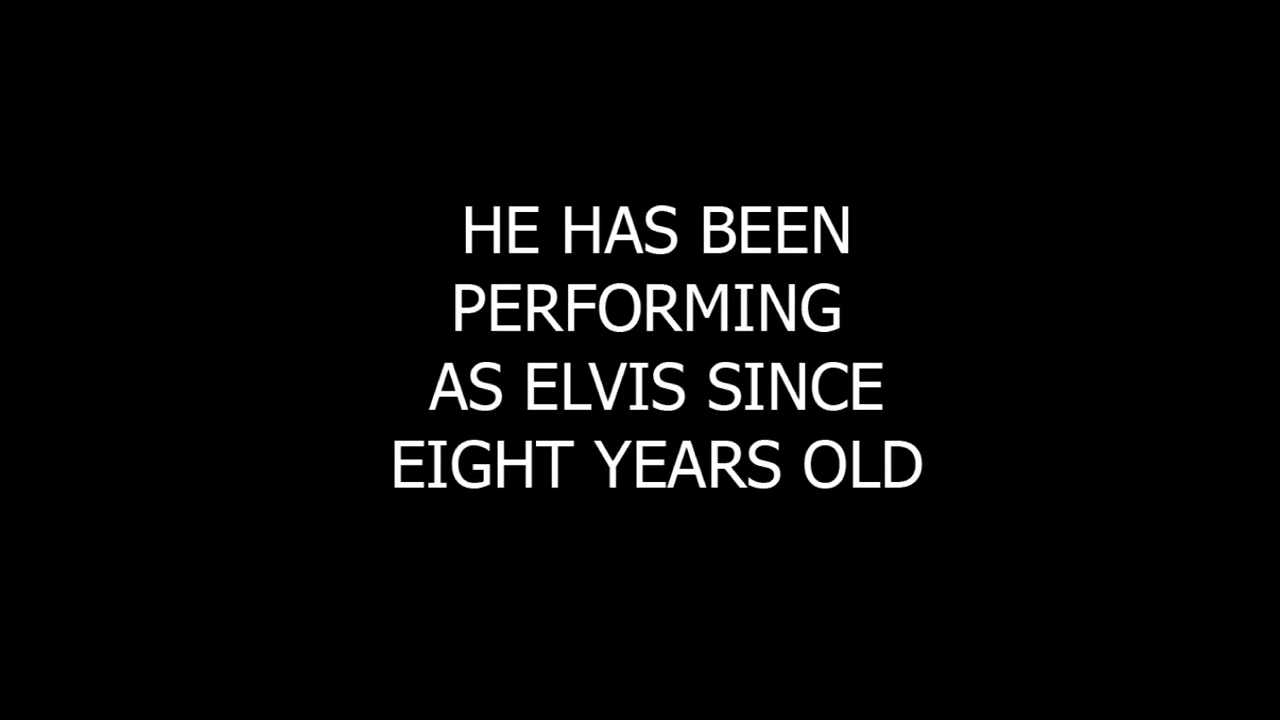 HE HAS BEEN
PERFORMING
AS ELVIS SINCE
EIGHT YEARS OLD